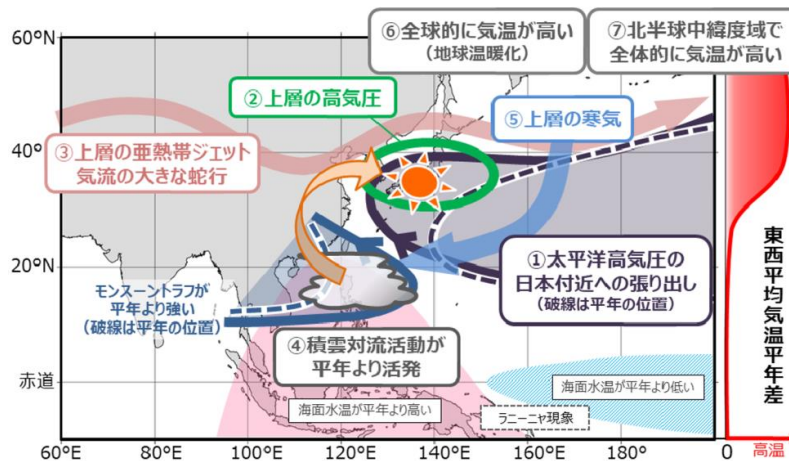 60°N
40°
20°N
赤道
60°E
80°E
100°E
120°E
140°E
160°E
180°
⑥全球的に気温が高い
(地球温暖化)
⑦北半球中緯度域で
全体的に気温が高い
②上層の高気圧
⑤上層の寒気
③上層の亜熱帯ジェット
気流の大きな蛇行
①太平洋高気圧の
日本付近への張り出し
(破線は平年の位置)
モンスーントラフが
平年より強い
(破線は平年の位置)
④積雲対流活動が
平年より活発
海面水温が平年より高い
海面水温が平年より低い
ラニーニャ現象
東西平均気温平年差
高温